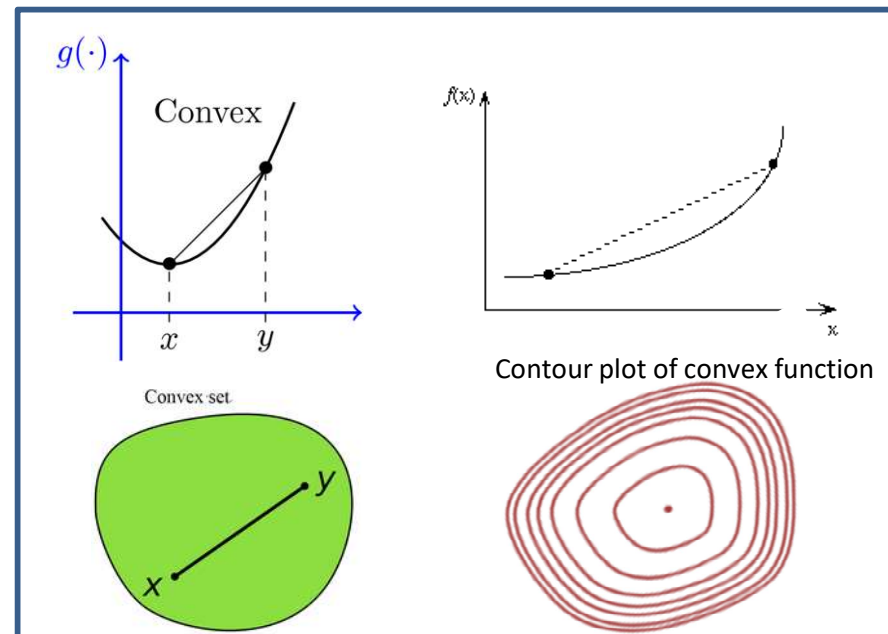 g(·)
Convex
x
y
f(x)
x
Convex set
y
x
Contour plot of convex function